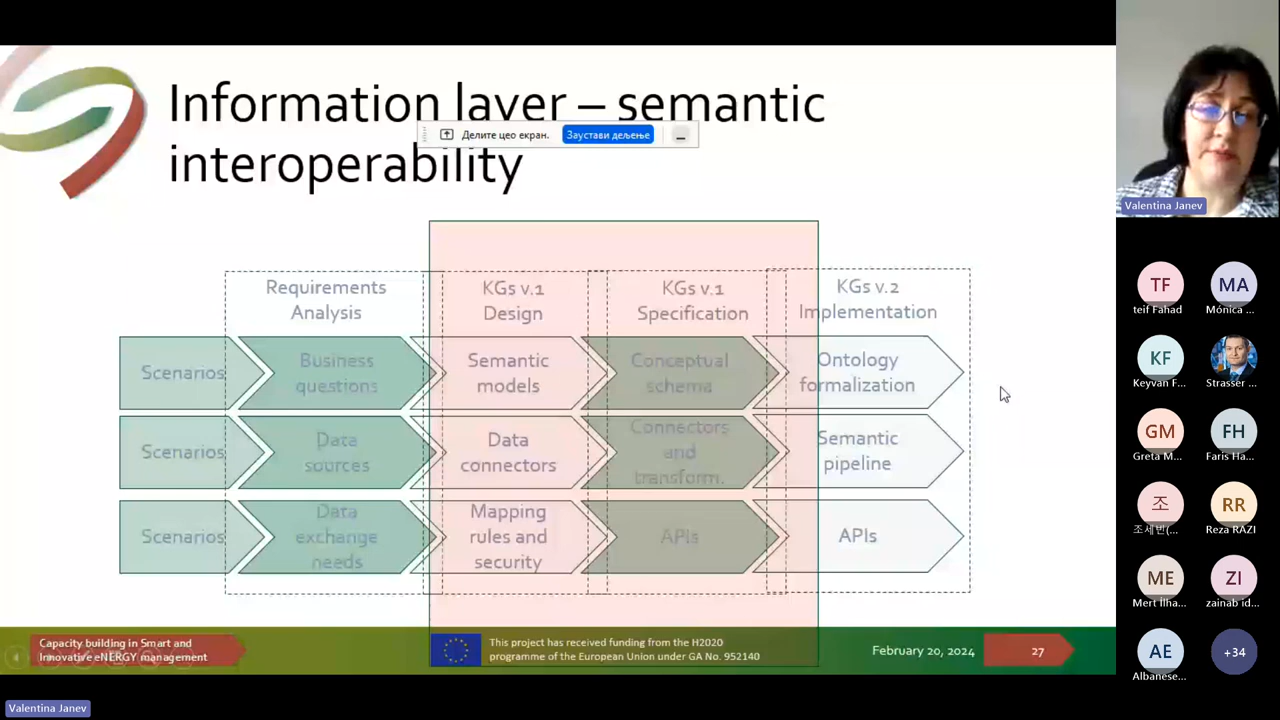 Information layer – semantic
interoperability
Делите цео екран.
Заустави дељење
Requirements
Analysis
KGs v.1
Design
KGs v.1
Specification
KGs v.2
Implementation
Scenarios
Business
questions
Semantic
models
Conceptual
schema
Ontology
formalization
Scenarios
Data
sources
Data
connectors
Connectors
and
transform.
Semantic
pipeline
Scenarios
Data
exchange
needs
Mapping
rules and
security
APIs
APIs
Capacity building in Smart and
Innovative eNERGY management
This project has received funding from the H2020
programme of the European Union under GA No. 952140
February 20, 2024
27
Valentina Janev
TF
teif Fahad
MA
Mónica ...
KF
Keyvan F...
Strasser ...
GM
Greta M...
FH
Faris Ha...
조
조세빈(...
RR
Reza RAZI
ME
Mert İlha...
ZI
zainab id...
AE
Albanese...
+34
Valentina Janev